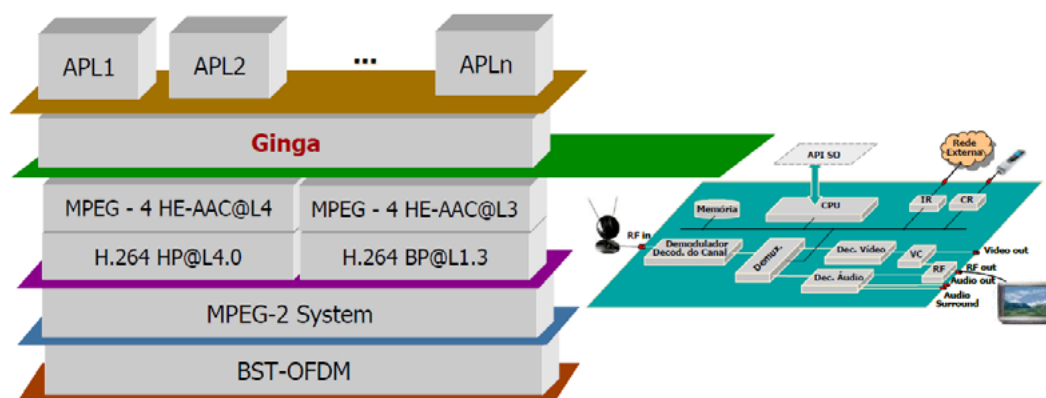 APL1
APL2
...
APLn
Ginga
MPEG - 4 HE-AAC@L4
MPEG - 4 HE-AAC@L3
H.264 HP@L4.0
H.264 BP@L1.3
MPEG-2 System
BST-OFDM
API SO
Rede
Externa
Memória
CPU
IR
CR
RF in
Demodulador
Decod. do Canal
Demux.
Dec. Vídeo
VC
Video out
Dec. Áudio
RF
RF out
Audio out
Audio
Surround